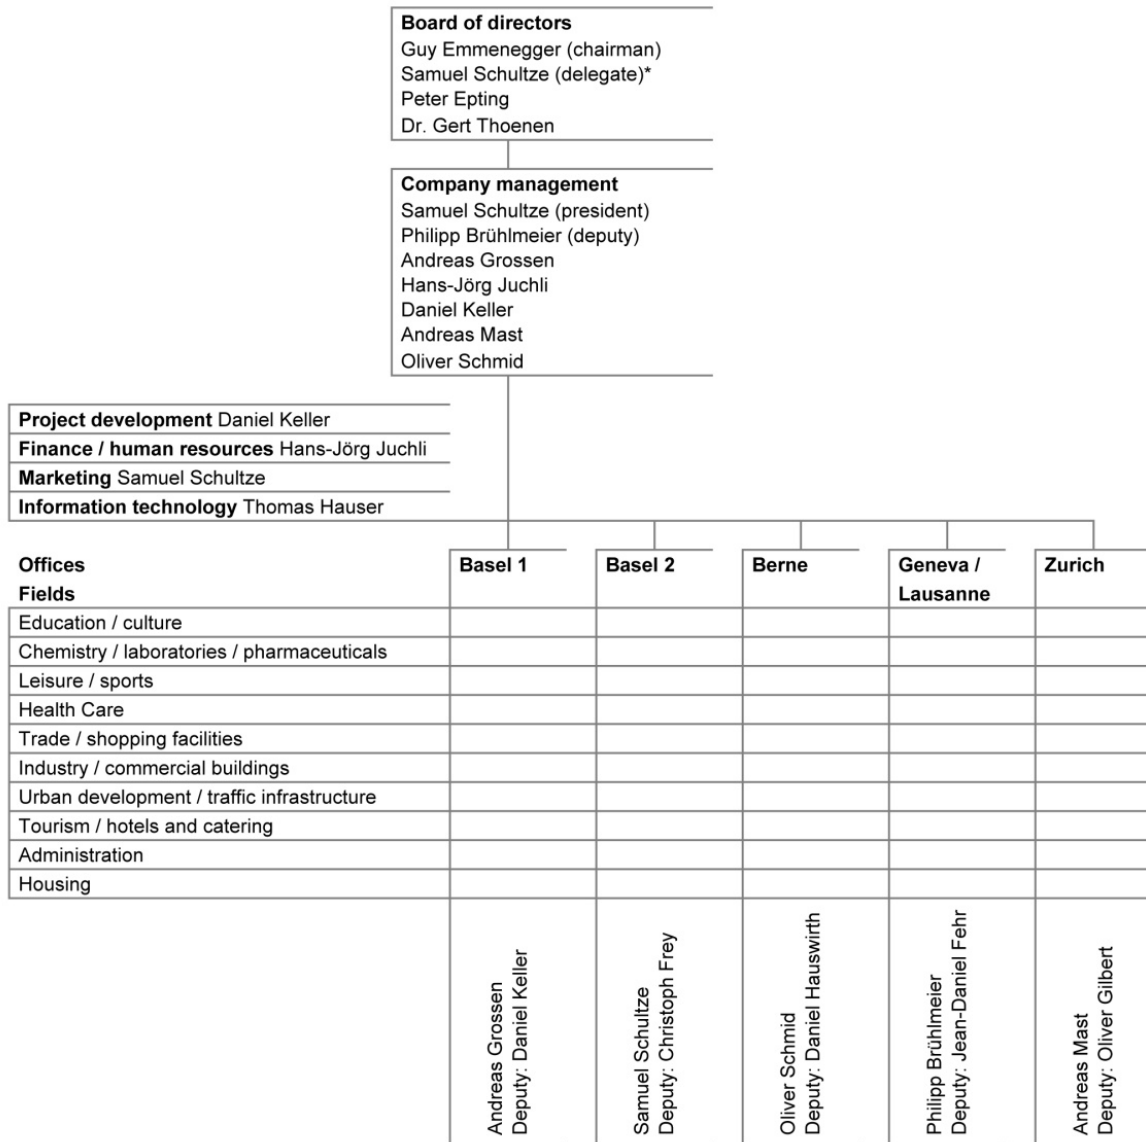 Board of directors
Guy Emmenegger (chairman)
Samuel Schultze (delegate)*
Peter Epting
Dr. Gert Thoenen
Company management
Samuel Schultze (president)
Philipp Brühlmeier (deputy)
Andreas Grossen
Hans-Jörg Juchli
Daniel Keller
Andreas Mast
Oliver Schmid
Project development Daniel Keller
Finance / human resources Hans-Jörg Juchli
Marketing Samuel Schultze
Information technology Thomas Hauser
Offices
Fields
Basel 1
Basel 2
Berne
Geneva /
Lausanne
Zurich
Education / culture
Chemistry / laboratories / pharmaceuticals
Leisure / sports
Health Care
Trade / shopping facilities
Industry / commercial buildings
Urban development / traffic infrastructure
Tourism / hotels and catering
Administration
Housing
Andreas Grossen
Deputy: Daniel Keller
Samuel Schultze
Deputy: Christoph Frey
Oliver Schmid
Deputy: Daniel Hauswirth
Philipp Brühlmeier
Deputy: Jean-Daniel Fehr
Andreas Mast
Deputy: Oliver Gilbert